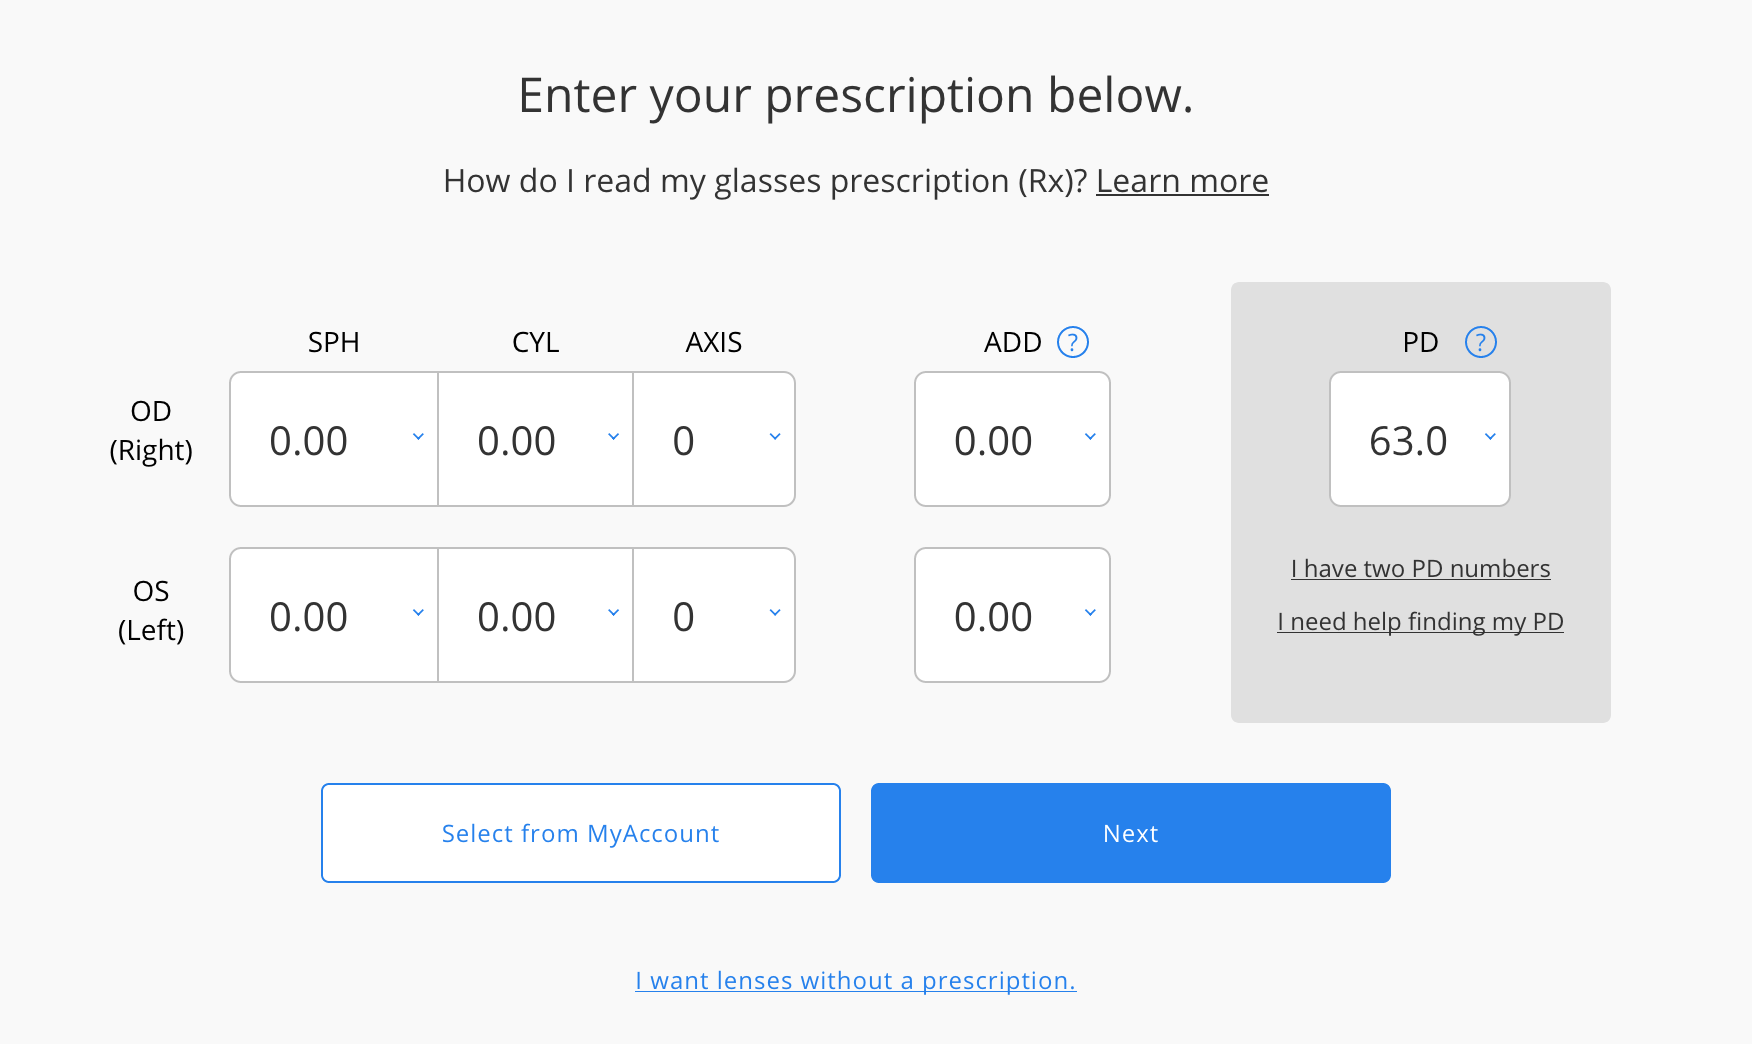 Enter your prescription below.
How do I read my glasses prescription (Rx)? Learn more
SPH CYL AXIS ADD ? PD ?
OD
(Right)
0.00 0.00 0 0.00 63.0
OS
(Left)
0.00 0.00 0 0.00
I have two PD numbers
I need help finding my PD
Select from MyAccount Next
I want lenses without a prescription.